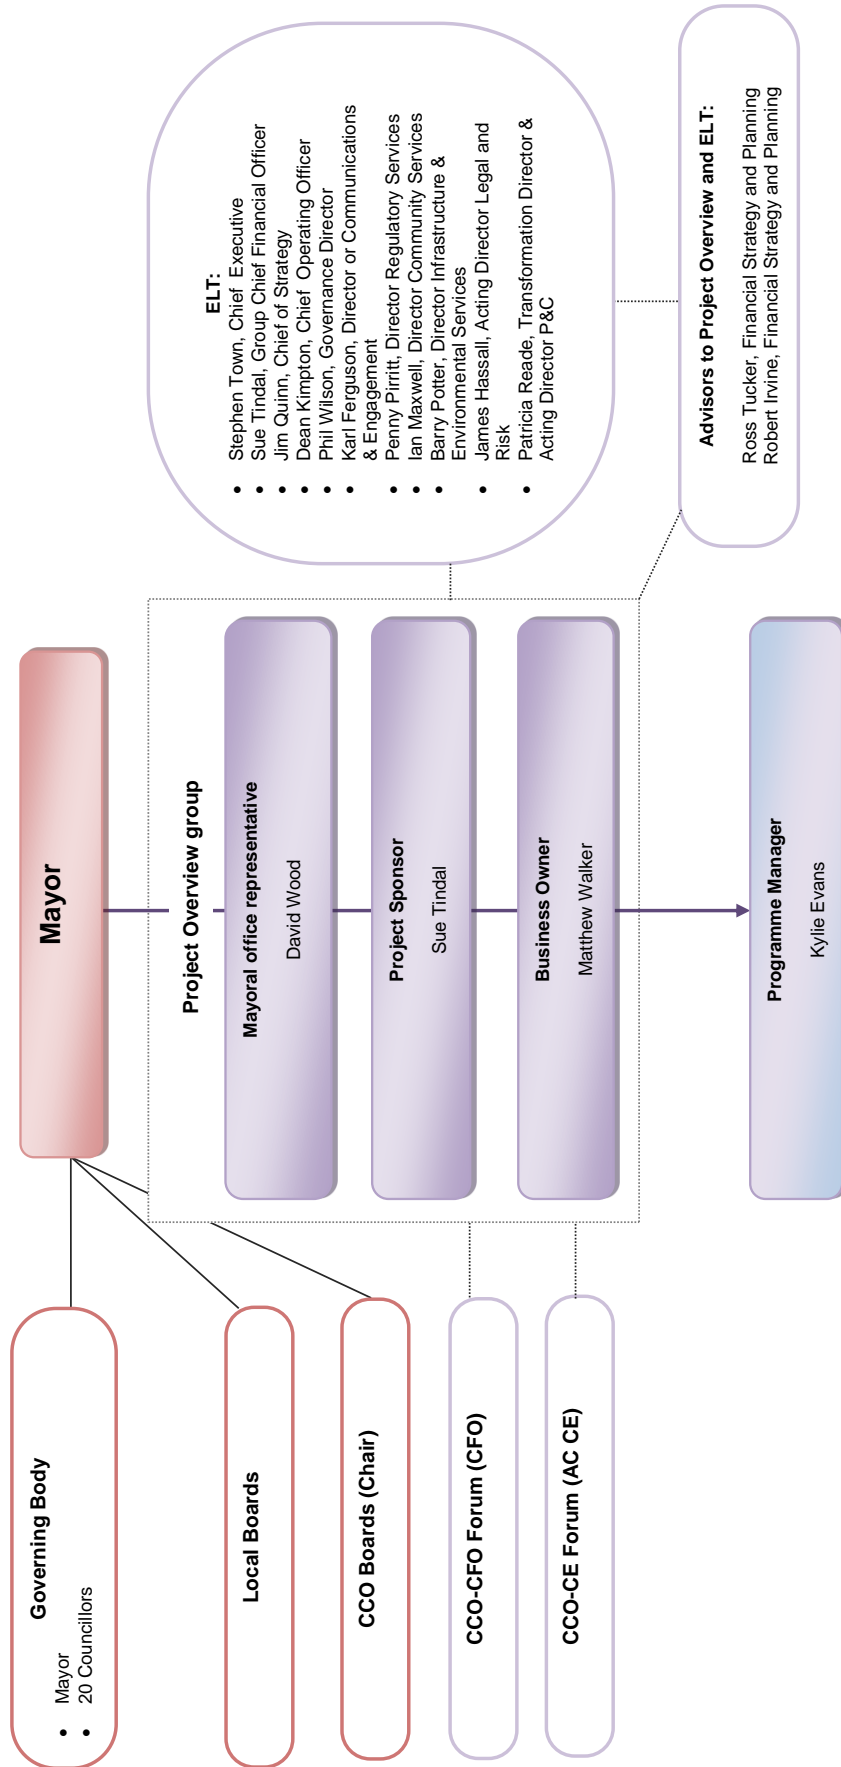 Mayor
Governing Body
• Mayor
• 20 Councillors
Local Boards
CCO Boards (Chair)
CCO-CFO Forum (CFO)
CCO-CE Forum (AC CE)
Project Overview group
Mayoral office representative
David Wood
Project Sponsor
Sue Tindal
Business Owner
Matthew Walker
Programme Manager
Kylie Evans
ELT:
• Stephen Town, Chief Executive
• Sue Tindal, Group Chief Financial Officer
• Jim Quinn, Chief of Strategy
• Dean Kimpton, Chief Operating Officer
• Phil Wilson, Governance Director
• Karl Ferguson, Director or Communications
& Engagement
• Penny Pirritt, Director Regulatory Services
• Ian Maxwell, Director Community Services
• Barry Potter, Director Infrastructure &
Environmental Services
• James Hassall, Acting Director Legal and
Risk
• Patricia Reade, Transformation Director &
Acting Director P&C
Advisors to Project Overview and ELT:
Ross Tucker, Financial Strategy and Planning
Robert Irvine, Financial Strategy and Planning